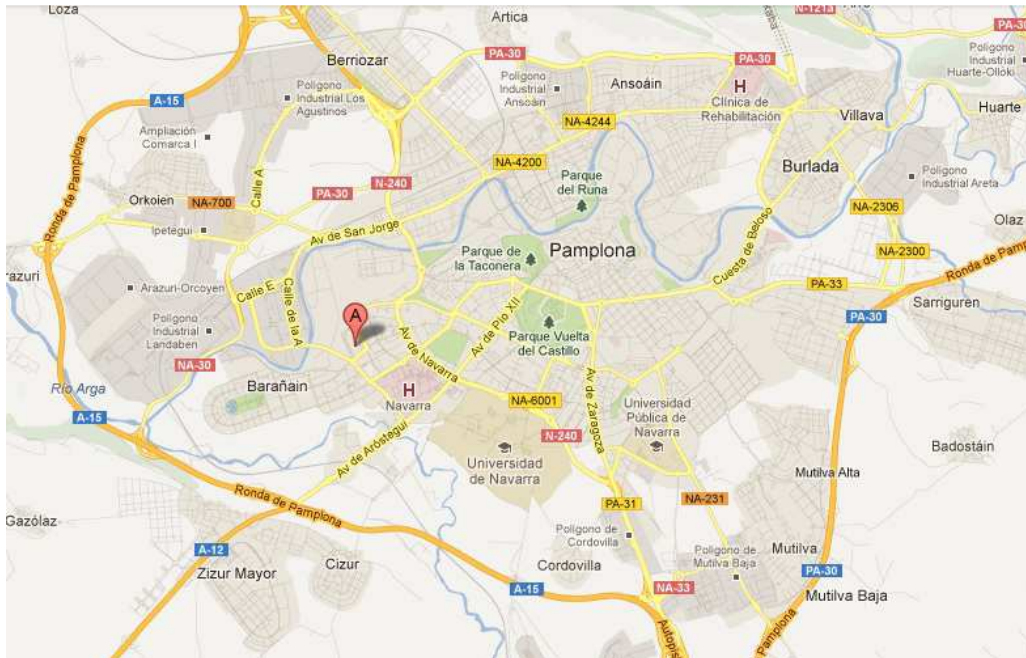 Loza
Artica
N-121a
PA-30
Berriozar
PA-30
PA-30
Polígono
Industrial
Huarte-Olloki
Polígono
Industrial Los
Agustinos
Polígono
Industrial
Ansoáin
Ansoáin
H
Clínica de
Rehabilitación
A-15
Villava
Huarte
NA-4244
Ampliación
Comarca I
NA-4200
Burlada
Parque
del Runa
Polígono
Industrial Areta
Ronda de Pamplona
Calle A
PA-30
N-240
Orkoien
NA-700
NA-2306
Olaz
Ipetegui
Av de San Jorge
Parque de
la Taconera
Pamplona
Cuesta de Beloso
NA-2300
Ronda de Pam
Arazuri-Orcoyen
Calle E
Calle de la A
PA-33
Sarriguren
A
Av de Pío XII
PA-30
Polígono
Industrial
Landaben
Parque Vuelta
del Castillo
Av de Navarra
NA-30
Río Arga
Barañain
H
Navarra
NA-6001
Av de Zaragoza
Universidad
Pública de
Navarra
A-15
N-240
Av de Aróstegui
Universidad
de Navarra
Badostáin
Mutilva Alta
Ronda de Pamplona
NA-231
PA-31
Gazólaz
Polígono de
Cordovilla
A-12
Polígono de
Mutilva Baja
Mutilva
Zizur Mayor
Cizur
Cordovilla
PA-30
A-15
NA-33
Mutilva Baja
Autopis
Pamplona